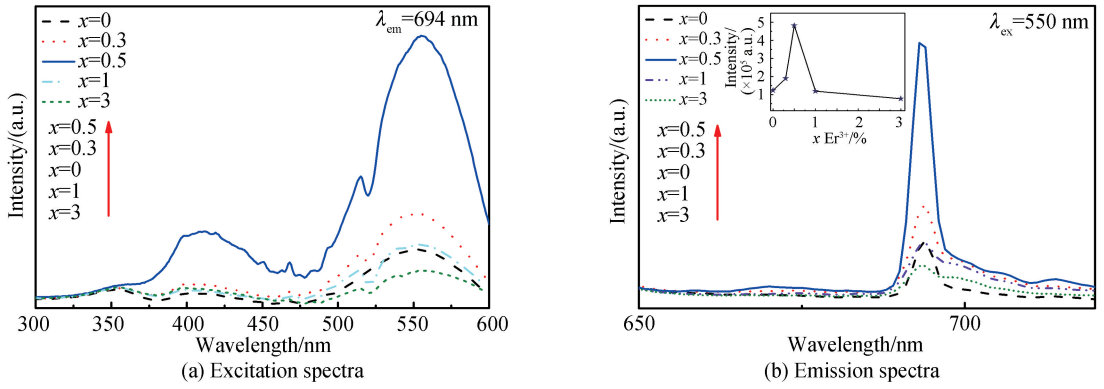 x=0
x=0.3
x=0.5
x=1
x=3
x=0.5
x=0.3
x=0
x=1
x=3
λem=694 nm
Intensity/(a.u.)
300 350 400 450 500 550 600
Wavelength/nm
(a) Excitation spectra
x=0
x=0.3
x=0.5
x=1
x=3
x=0.5
x=0.3
x=0
x=1
x=3
λex=550 nm
Intensity/
(×10⁵ a.u.)
5
4
3
2
1
0 1 2 3
x Er³⁺/%
Intensity/(a.u.)
650 700
Wavelength/nm
(b) Emission spectra